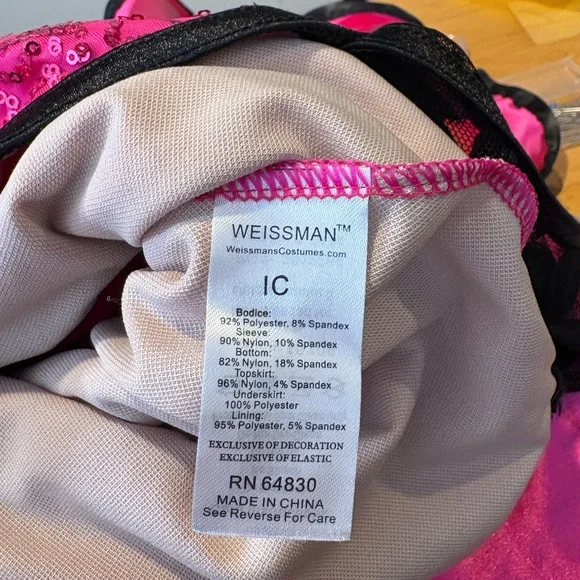 WEISSMAN™
WeissmansCostumes.com
IC
Bodice:
92% Polyester, 8% Spandex
Sleeve:
90% Nylon, 10% Spandex
Bottom:
82% Nylon, 18% Spandex
Topskirt:
96% Nylon, 4% Spandex
Underskirt:
100% Polyester
Lining:
95% Polyester, 5% Spandex
EXCLUSIVE OF DECORATION
EXCLUSIVE OF ELASTIC
RN 64830
MADE IN CHINA
See Reverse For Care